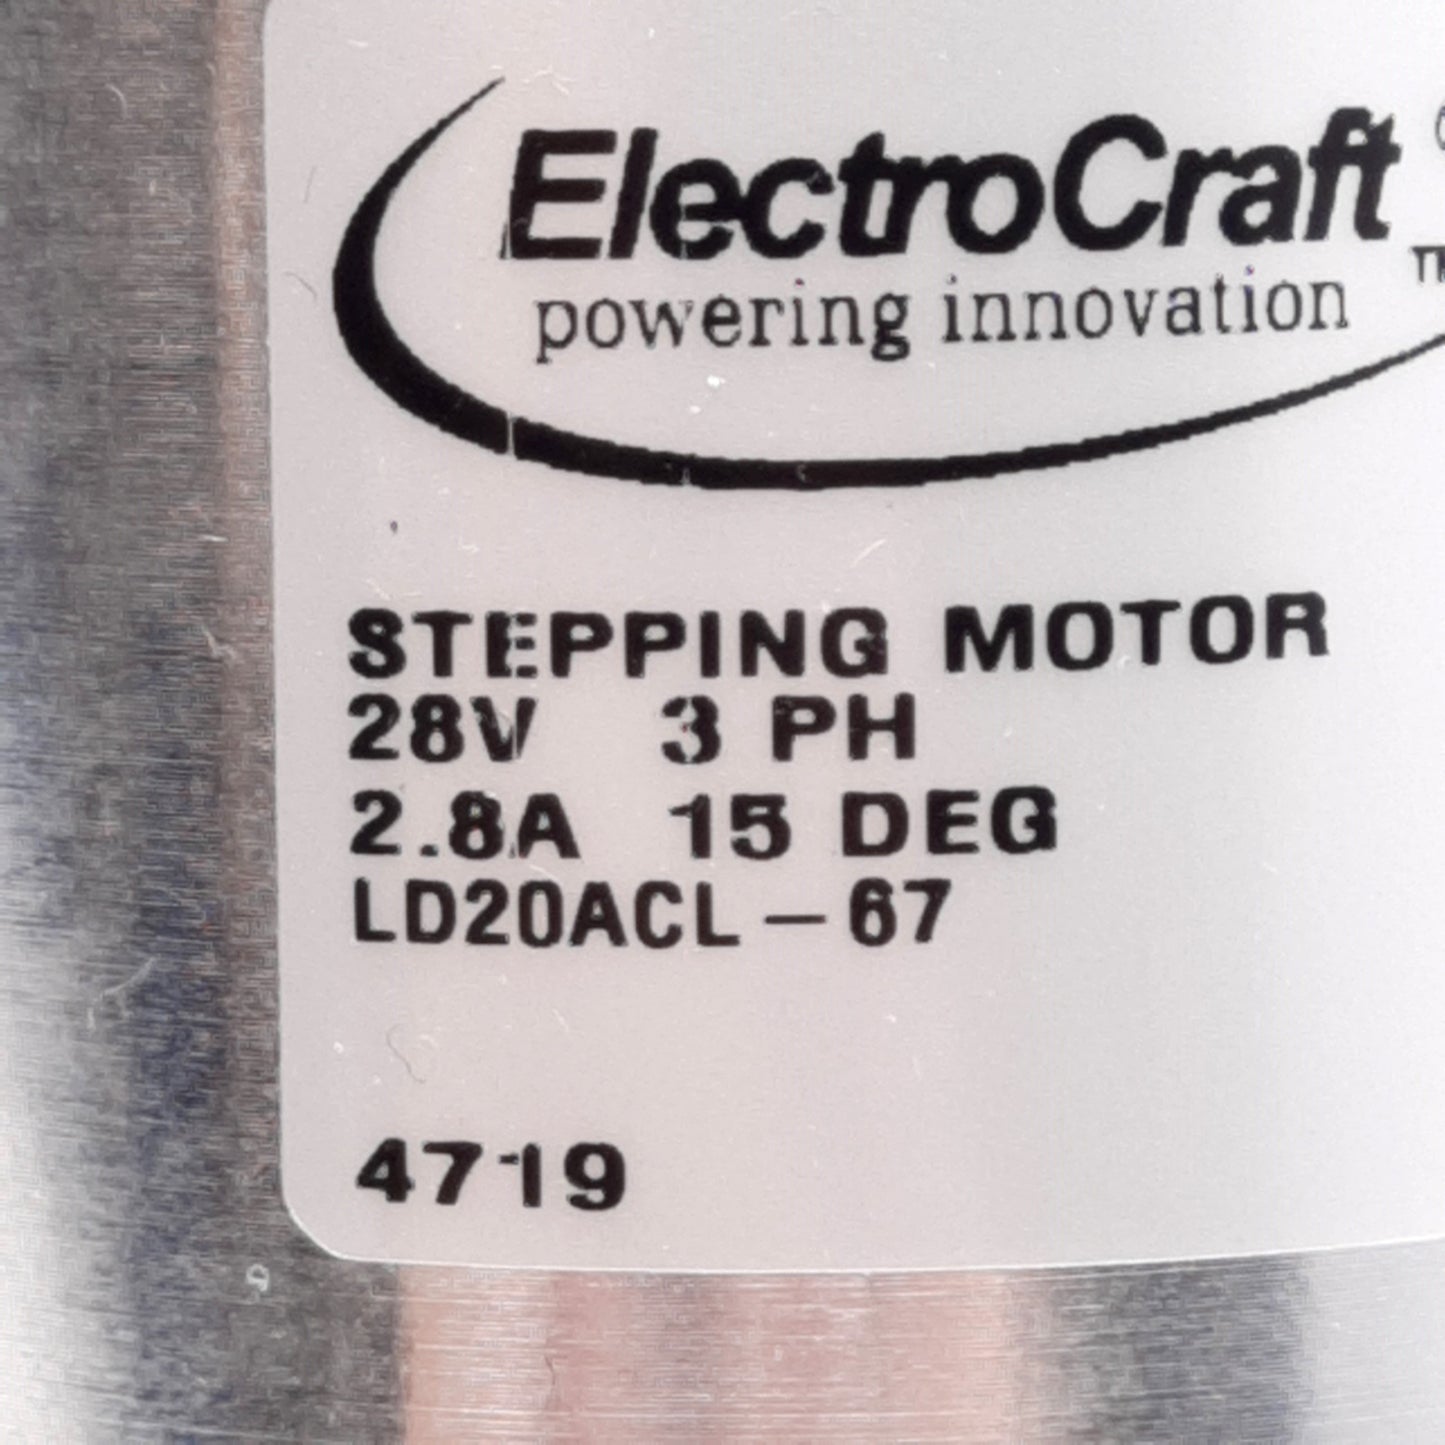 ElectroCraft
powering innovation
STEPPING MOTOR
28V 3 PH
2.8A 15 DEG
LD20ACL-67
4719